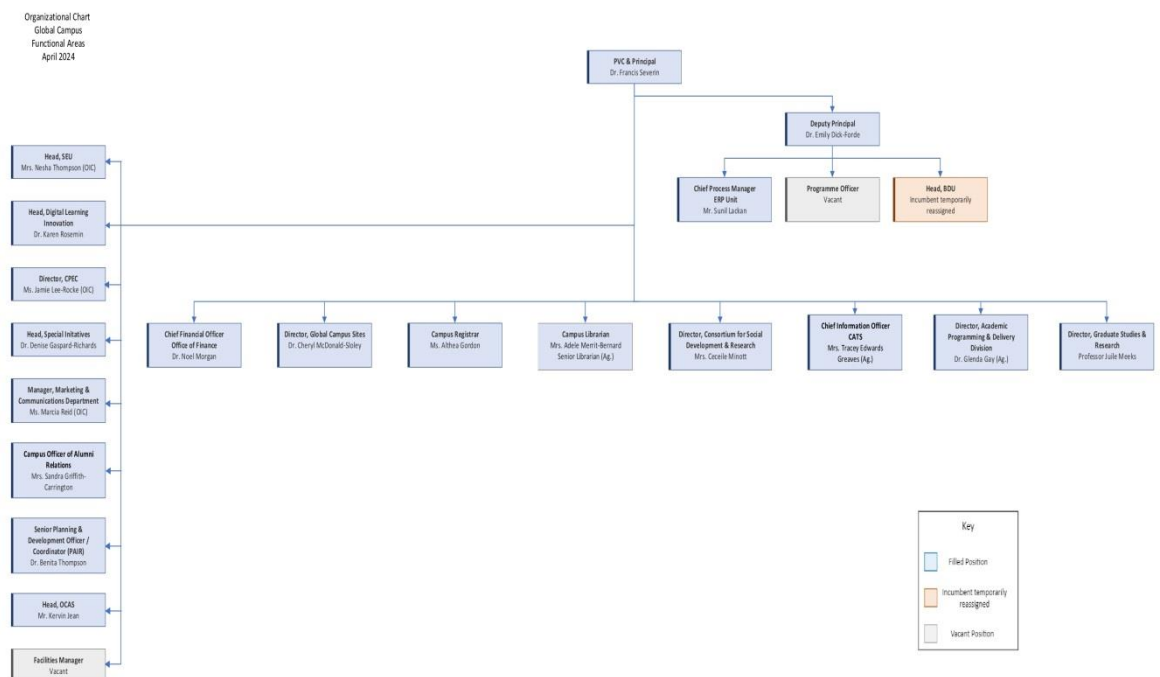 Organizational Chart
Global Campus
Functional Areas
April 2024
PVC & Principal
Dr. Francis Severin
Deputy Principal
Dr. Emily Dick-Forde
Chief Process Manager
ERP Unit
Mr. Sunil Lackan
Programme Officer
Vacant
Head, BDU
Incumbent temporarily
reassigned
Head, SEU
Mrs. Nesha Thompson (OIC)
Head, Digital Learning
Innovation
Dr. Karen Rosemin
Director, CPEC
Ms. Jamie Lee-Rocke (OIC)
Head, Special Initatives
Dr. Denise Gaspard-Richards
Manager, Marketing &
Communications Department
Ms. Marcia Reid (OIC)
Campus Officer of Alumni
Relations
Mrs. Sandra Griffith-
Carrington
Senior Planning &
Development Officer /
Coordinator (PAIR)
Dr. Benita Thompson
Head, OCAS
Mr. Kervin Jean
Facilities Manager
Vacant
Chief Financial Officer
Office of Finance
Dr. Noel Morgan
Director, Global Campus Sites
Dr. Cheryl McDonald-Sloley
Campus Registrar
Ms. Althea Gordon
Campus Librarian
Mrs. Adele Merrit-Bernard
Senior Librarian (Ag.)
Director, Consortium for Social
Development & Research
Mrs. Ceceile Minott
Chief Information Officer
CATS
Mrs. Tracey Edwards
Greaves (Ag.)
Director, Academic
Programming & Delivery
Division
Dr. Glenda Gay (Ag.)
Director, Graduate Studies &
Research
Professor Julie Meeks
Key
Filled Position
Incumbent temporarily
reassigned
Vacant Position